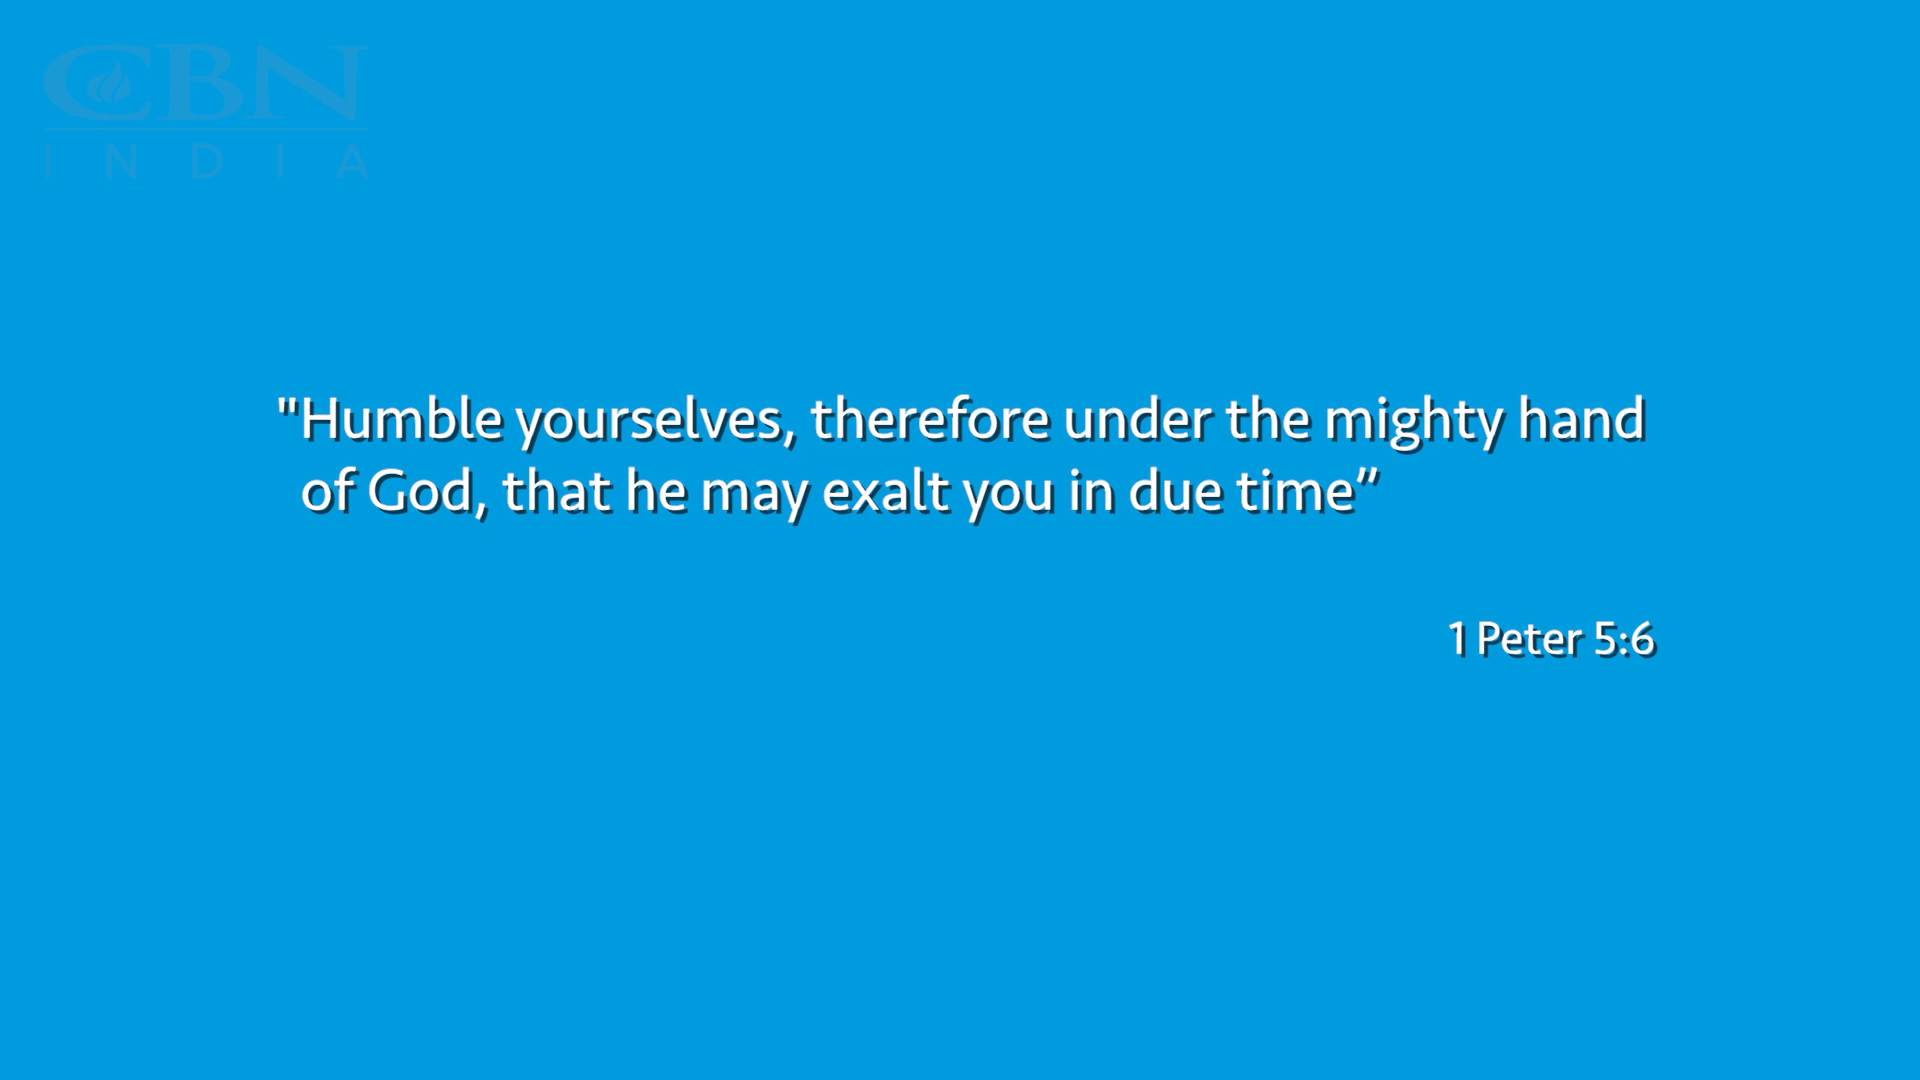 CBN
INDIA
"Humble yourselves, therefore under the mighty hand
of God, that he may exalt you in due time”
1 Peter 5:6